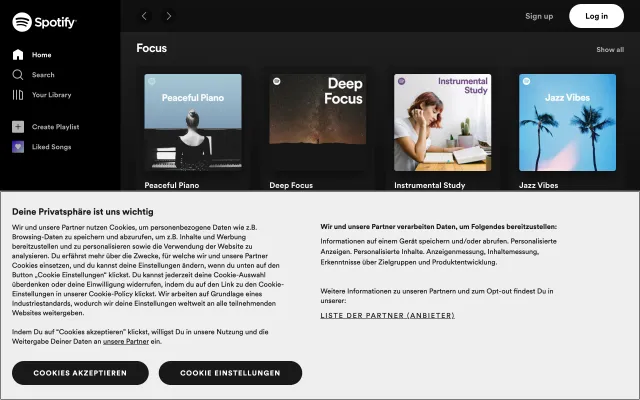 Spotify
Sign up
Log in
Home
Search
Your Library
Create Playlist
Liked Songs
Focus
Show all
Peaceful Piano
Deep
Focus
Instrumental
Study
Jazz Vibes
Peaceful Piano
Deep Focus
Instrumental Study
Jazz Vibes
Deine Privatsphäre ist uns wichtig
Wir und unsere Partner nutzen Cookies, um personenbezogene Daten wie z.B.
Browsing-Daten zu speichern und abzurufen, um z.B. Inhalte und Werbung
bereitzustellen und zu personalisieren sowie die Verwendung der Website zu
analysieren. Du erfährst mehr über die Zwecke, für welche wir und unsere Partner
Cookies einsetzen, und du kannst deine Einstellungen ändern, wenn du unten auf den
Button „Cookie Einstellungen“ klickst. Du kannst jederzeit deine Cookie-Auswahl
überdenken oder deine Einwilligung widerrufen, indem du auf den Link zu den Cookie-
Einstellungen in unserer Cookie-Policy klickst. Wir arbeiten auf Grundlage eines
Industriestandards, wodurch wir deine Einstellungen weltweit an alle teilnehmenden
Websites weitergeben.
Indem Du auf “Cookies akzeptieren” klickst, willigst Du in unsere Nutzung und die
Weitergabe Deiner Daten an unsere Partner ein.
COOKIES AKZEPTIEREN
COOKIE EINSTELLUNGEN
Wir und unsere Partner verarbeiten Daten, um Folgendes bereitzustellen:
Informationen auf einem Gerät speichern und/oder abrufen. Personalisierte
Anzeigen. Personalisierte Inhalte. Anzeigenmessung, Inhaltemessung,
Erkenntnisse über Zielgruppen und Produktentwicklung.
Weitere Informationen zu unseren Partnern und zum Opt-out findest Du in
unserer:
LISTE DER PARTNER (ANBIETER)